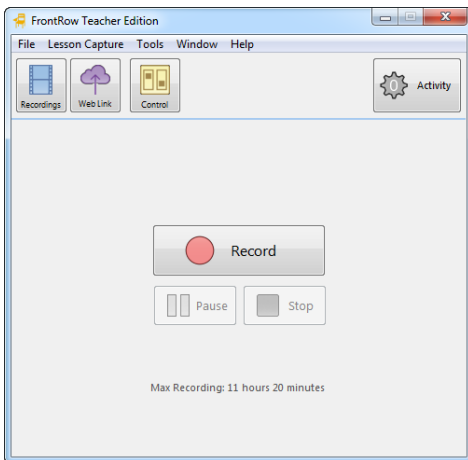 FrontRow Teacher Edition
File Lesson Capture Tools Window Help
Recordings Web Link Control 0 Activity
Record
Pause Stop
Max Recording: 11 hours 20 minutes